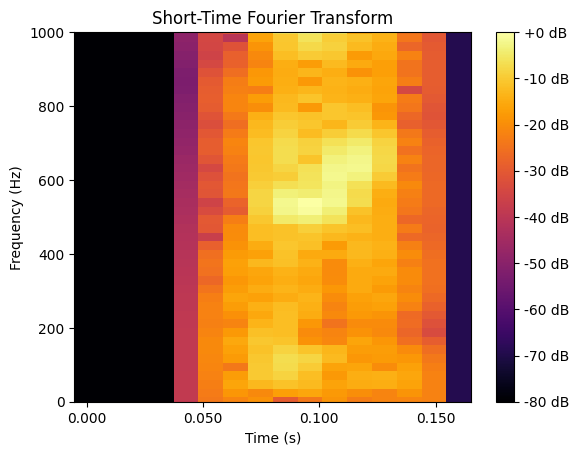 Short-Time Fourier Transform
1000
800
600
400
200
0
Frequency (Hz)
0.000
0.050
0.100
0.150
Time (s)
+0 dB
-10 dB
-20 dB
-30 dB
-40 dB
-50 dB
-60 dB
-70 dB
-80 dB